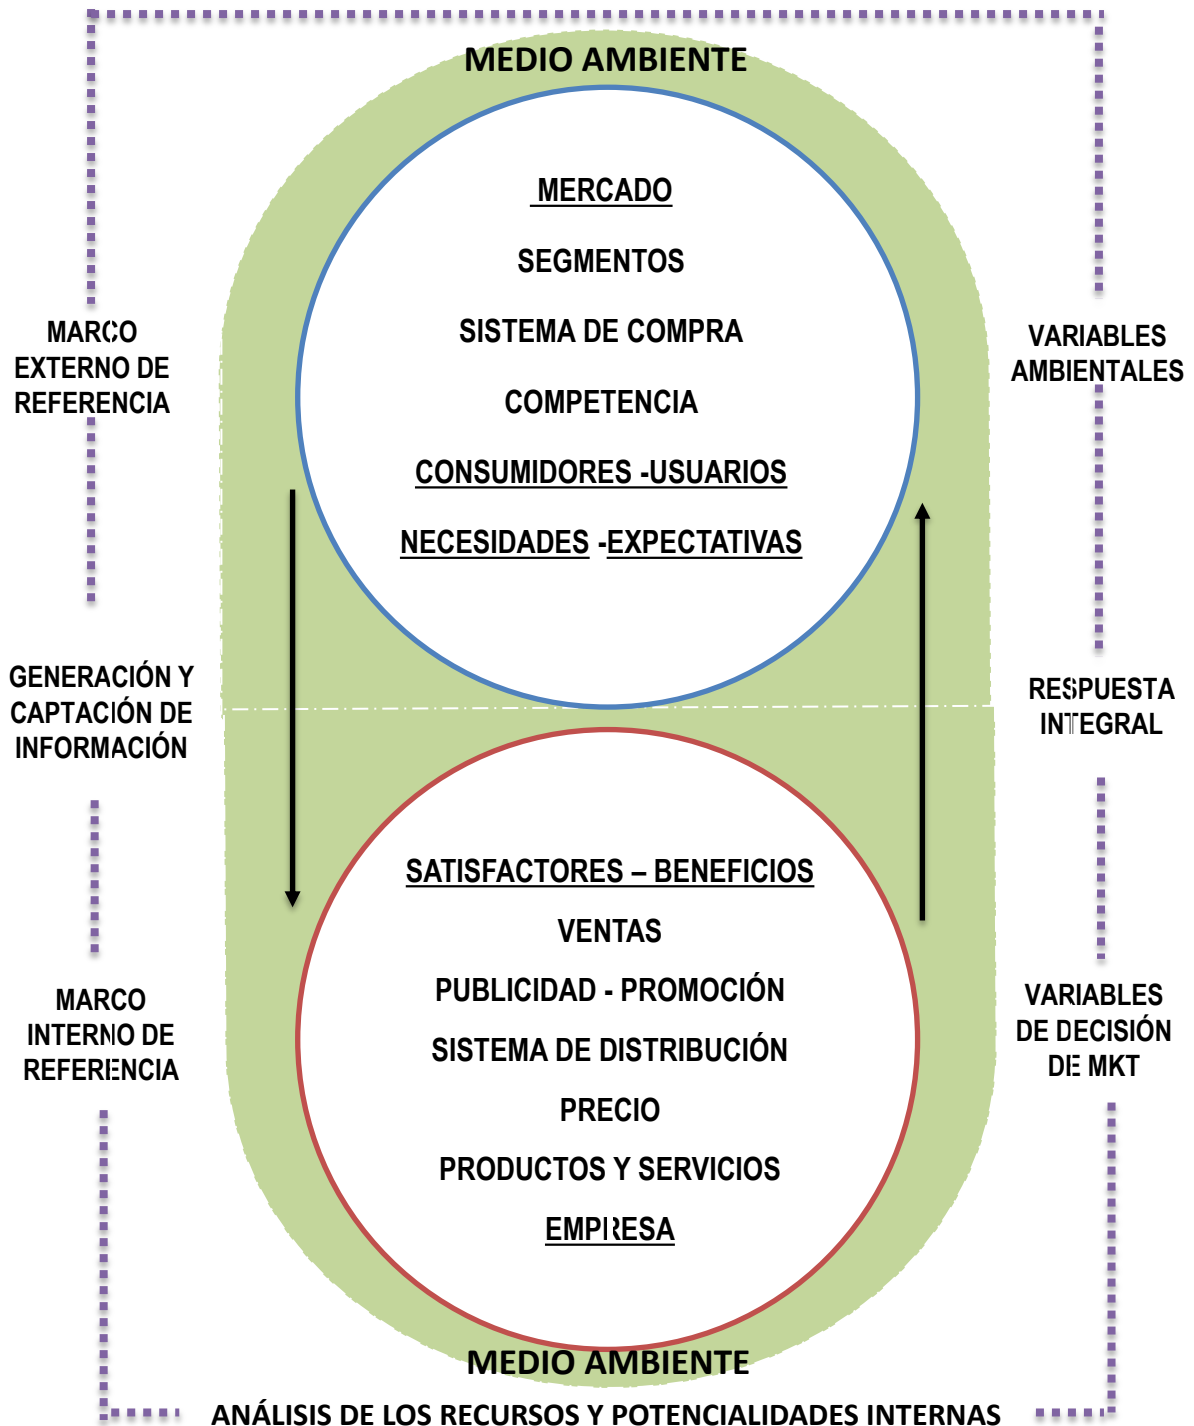 MEDIO AMBIENTE
MERCADO
SEGMENTOS
SISTEMA DE COMPRA
COMPETENCIA
CONSUMIDORES -USUARIOS
NECESIDADES -EXPECTATIVAS
MARCO
EXTERNO DE
REFERENCIA
VARIABLES
AMBIENTALES
GENERACIÓN Y
CAPTACIÓN DE
INFORMACIÓN
RESPUESTA
INTEGRAL
SATISFACTORES – BENEFICIOS
VENTAS
PUBLICIDAD - PROMOCIÓN
SISTEMA DE DISTRIBUCIÓN
PRECIO
PRODUCTOS Y SERVICIOS
EMPRESA
MARCO
INTERNO DE
REFERENCIA
VARIABLES
DE DECISIÓN
DE MKT
MEDIO AMBIENTE
ANÁLISIS DE LOS RECURSOS Y POTENCIALIDADES INTERNAS